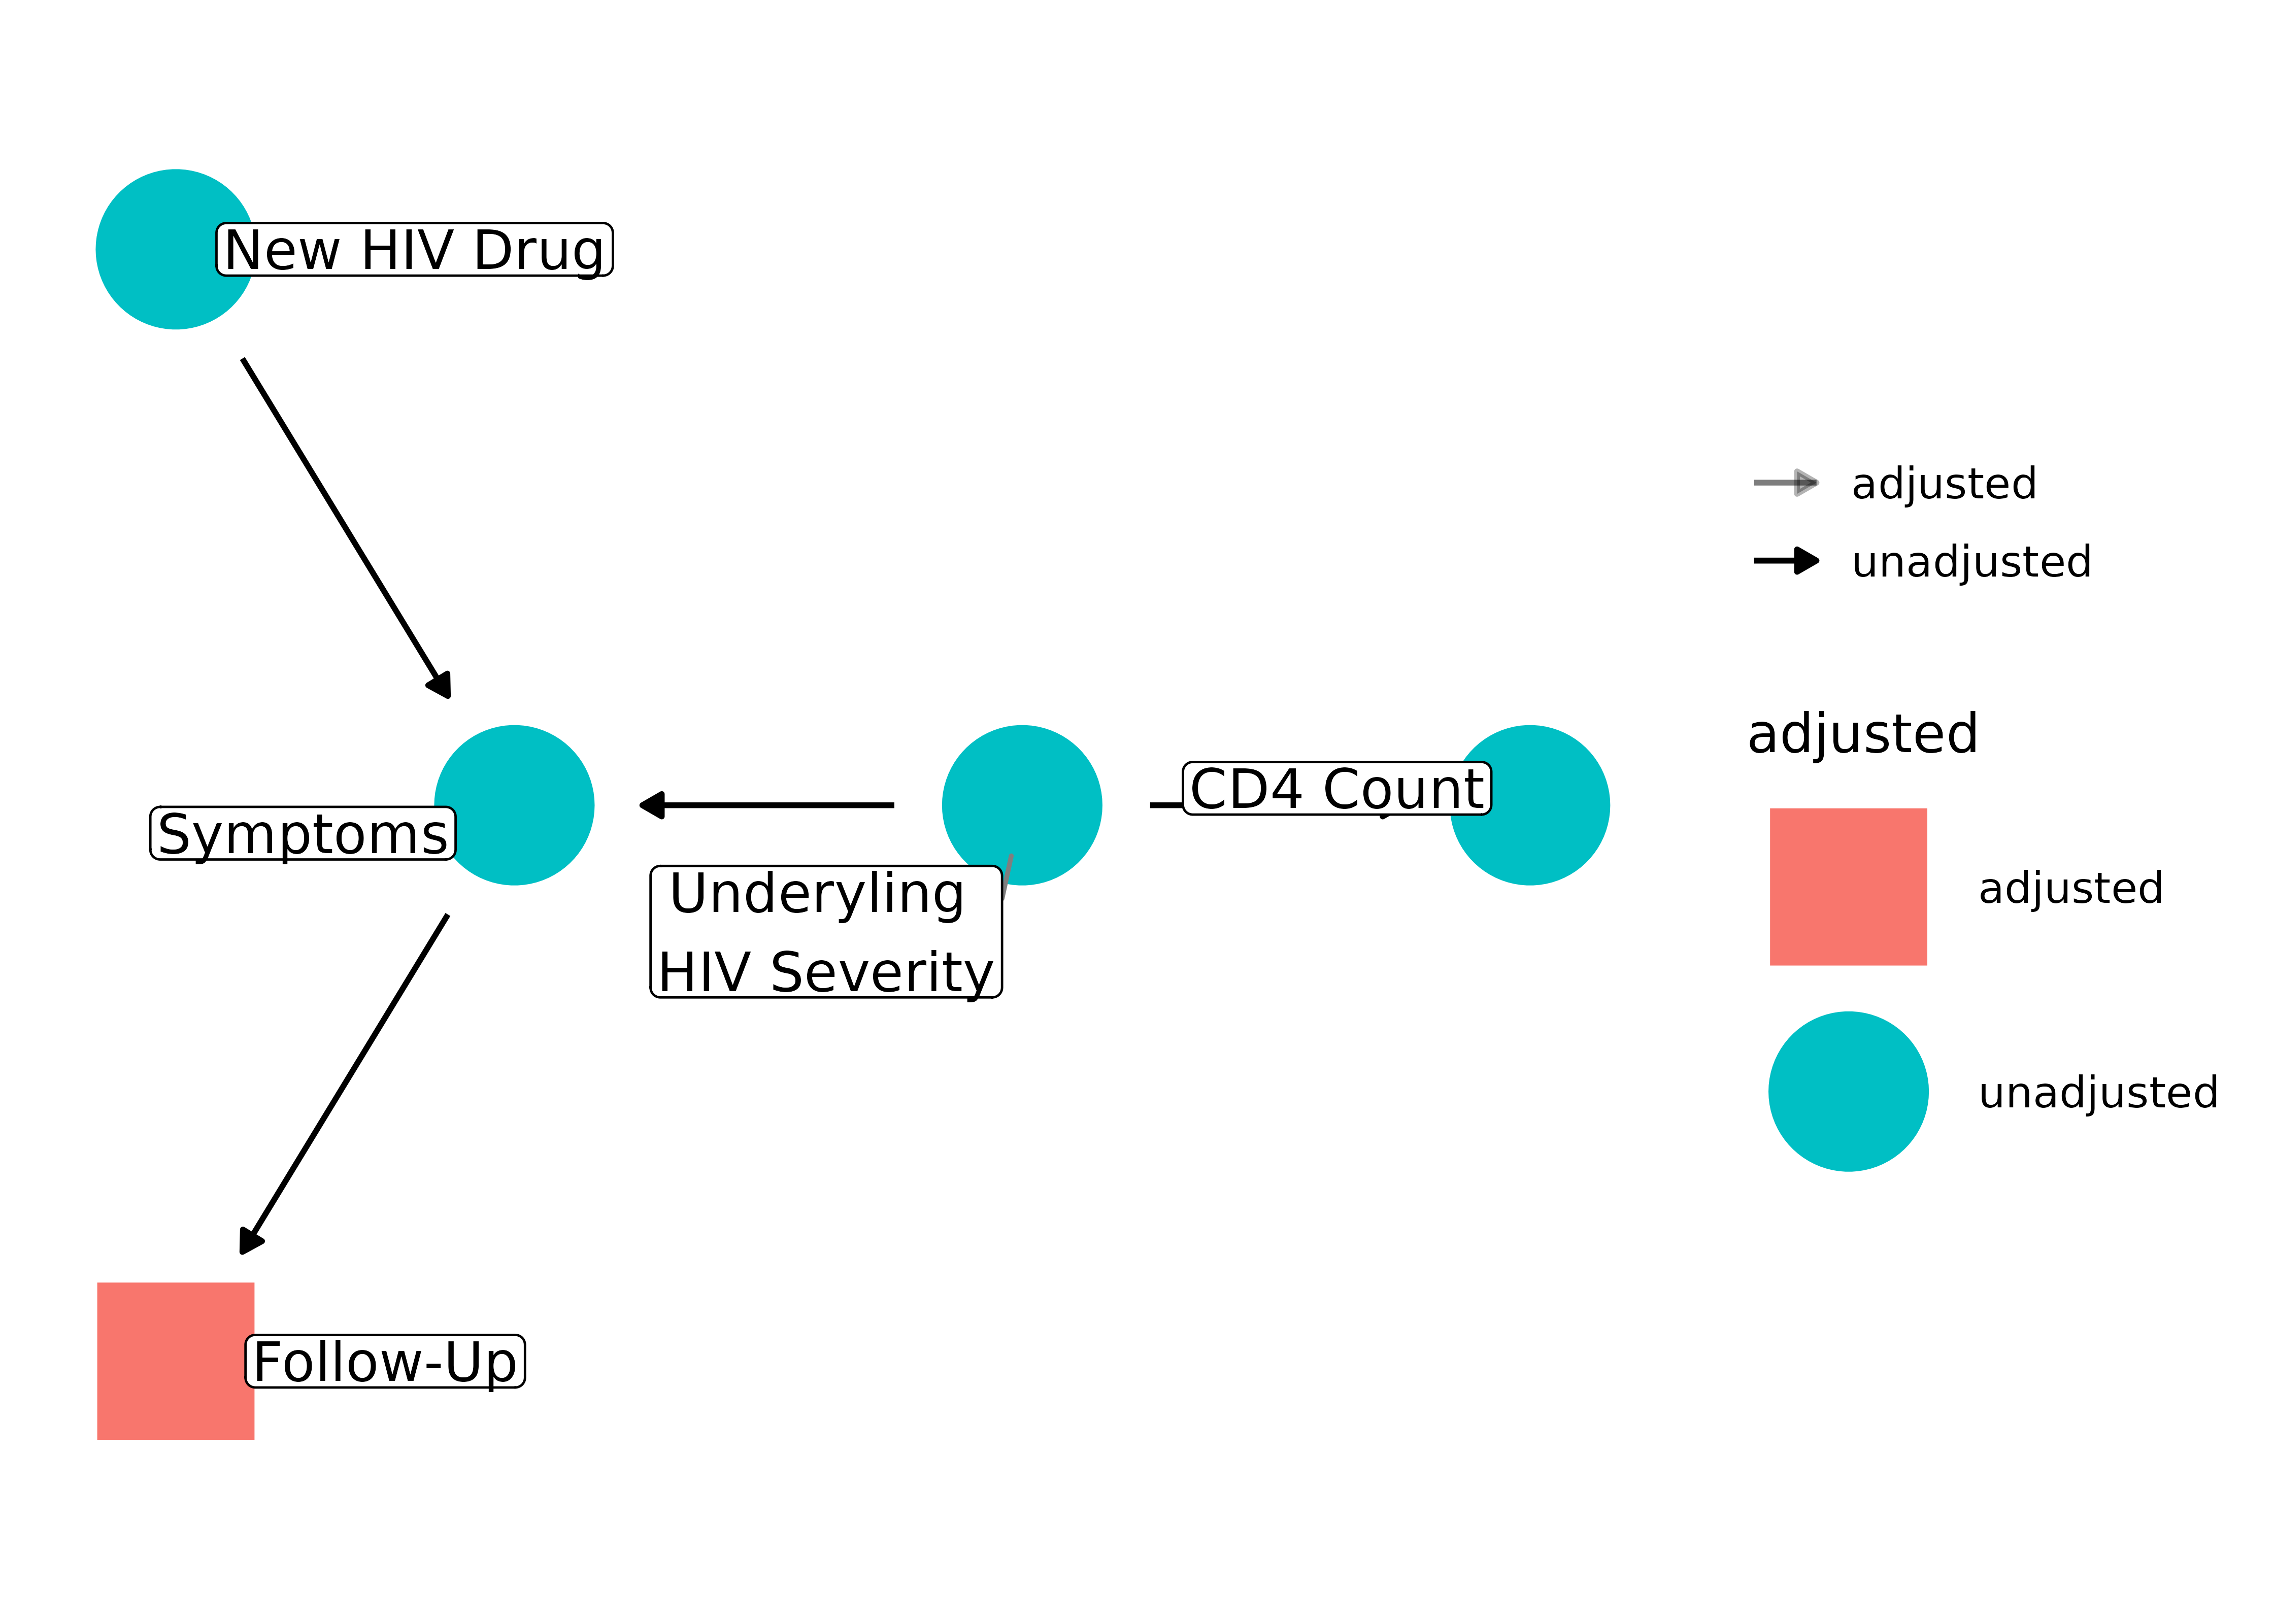 New HIV Drug
CD4 Count
Symptoms
Underyling
HIV Severity
Follow-Up
adjusted
unadjusted
adjusted
adjusted
unadjusted